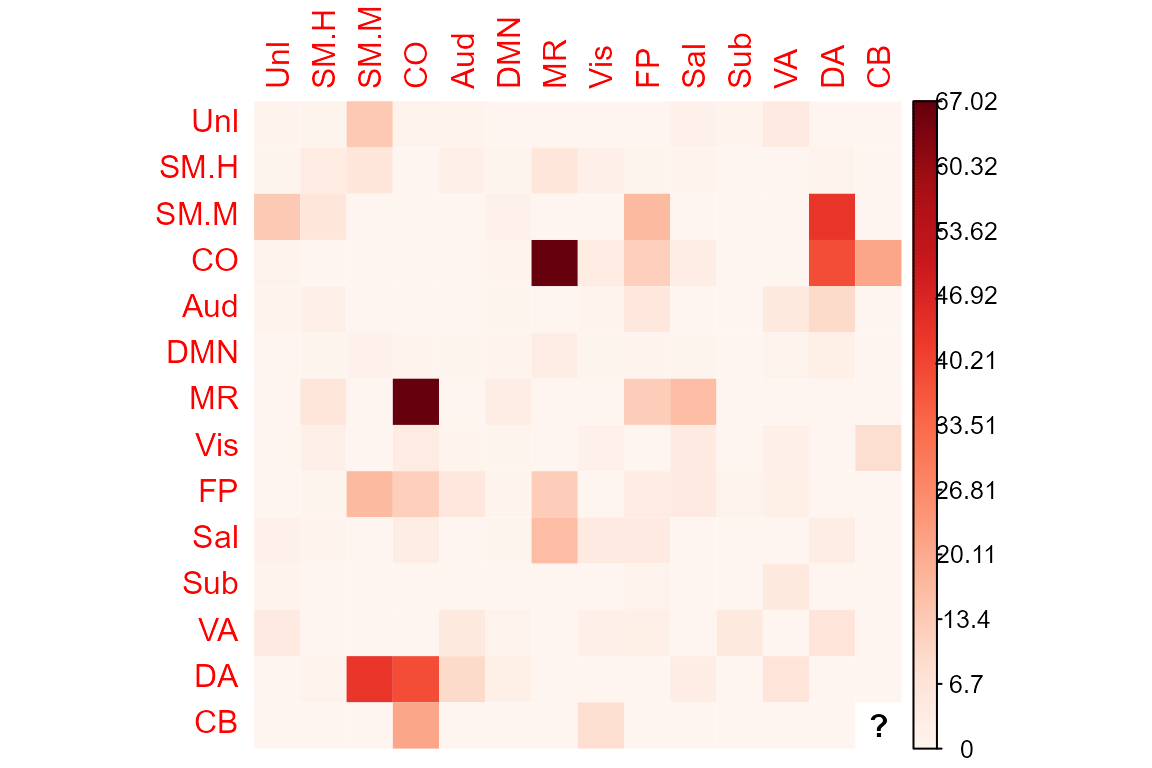 UnI SM.H SM.M CO Aud DMN MR Vis FP Sal Sub VA DA CB
UnI
SM.H
SM.M
CO
Aud
DMN
MR
Vis
FP
Sal
Sub
VA
DA
CB
?
67.02
60.32
53.62
46.92
40.21
33.51
26.81
20.11
13.4
6.7
0